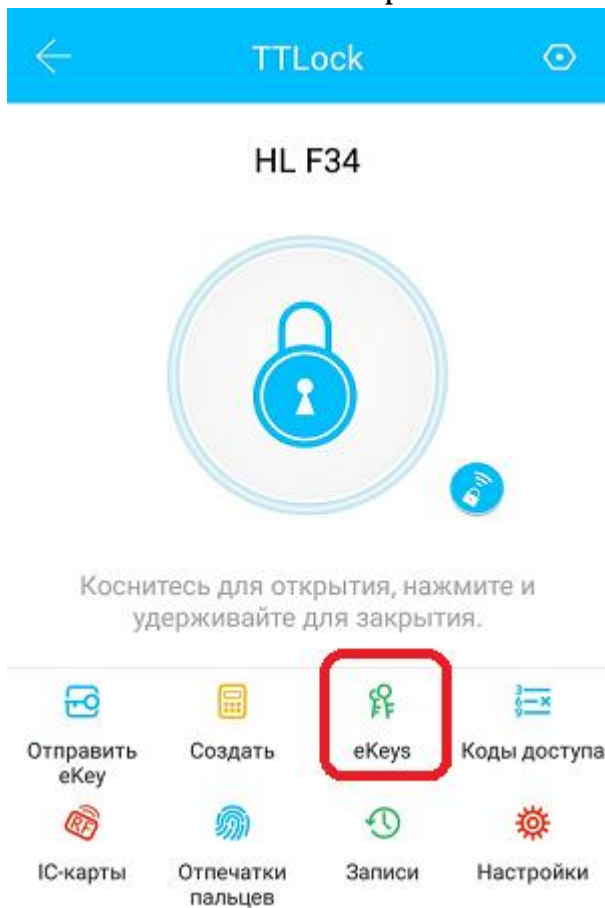 TTLock
HL F34
Коснитесь для открытия, нажмите и
удерживайте для закрытия.
Отправить
eKey
Создать
eKeys
Коды доступа
IC-карты
Отпечатки
пальцев
Записи
Настройки